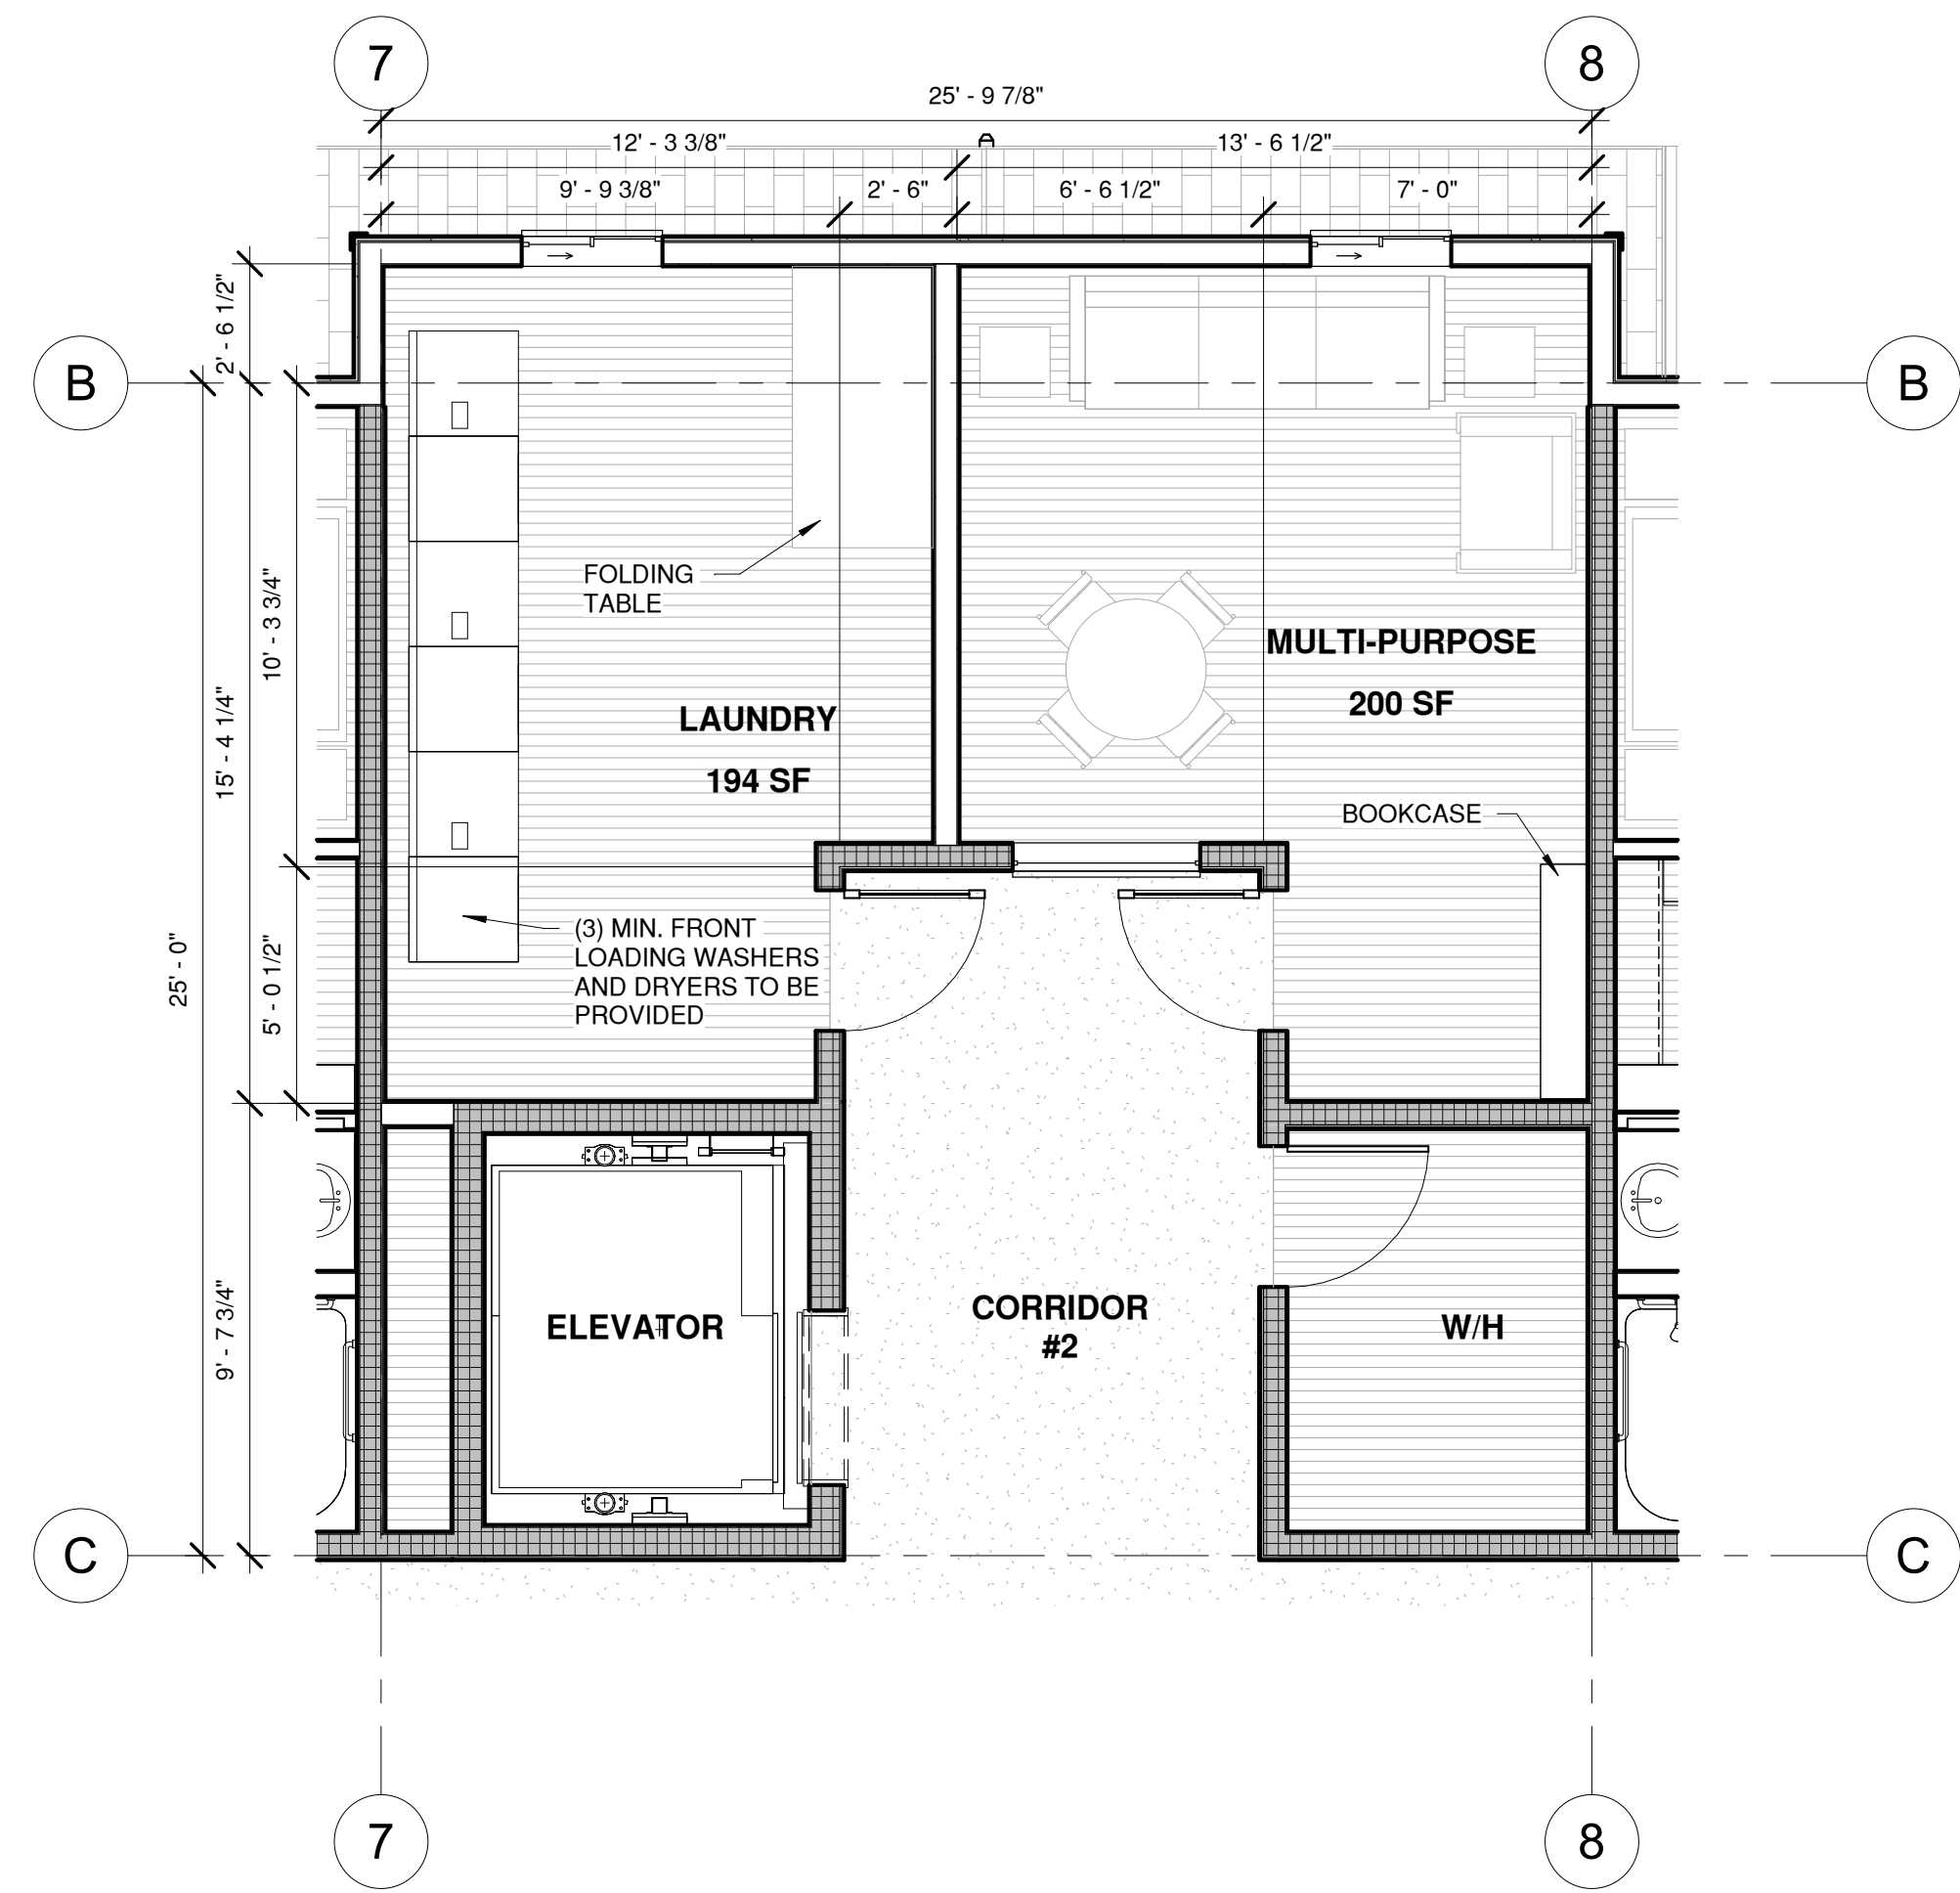 7
8
25' - 9 7/8"
12' - 3 3/8"
13' - 6 1/2"
9' - 9 3/8"
2' - 6"
6' - 6 1/2"
7' - 0"
2' - 6 1/2"
B
B
FOLDING
TABLE
10' - 3 3/4"
15' - 4 1/4"
MULTI-PURPOSE
200 SF
LAUNDRY
194 SF
BOOKCASE
(3) MIN. FRONT
LOADING WASHERS
AND DRYERS TO BE
PROVIDED
25' - 0"
5' - 0 1/2"
9' - 7 3/4"
ELEVATOR
CORRIDOR
#2
W/H
C
C
7
8